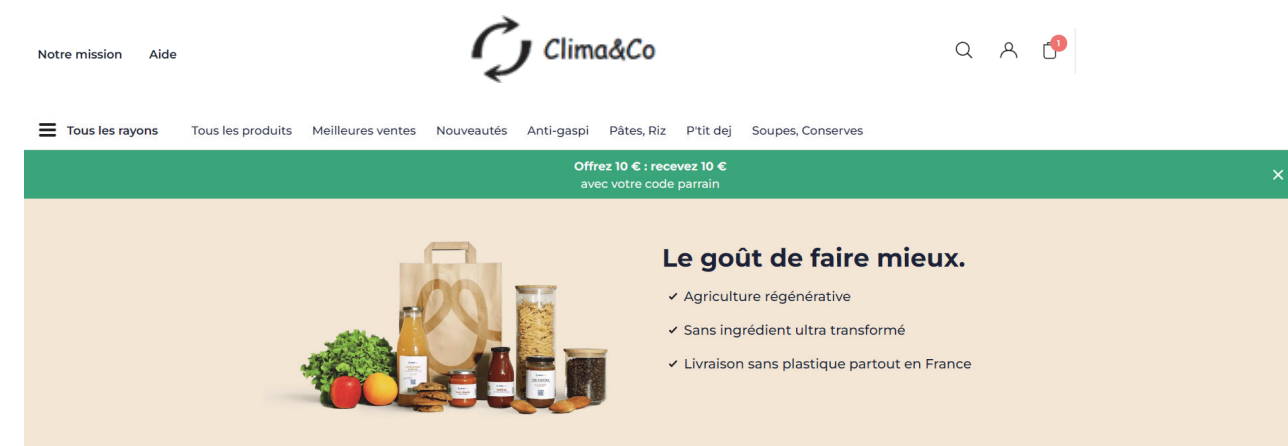 Notre mission Aide
Clima&Co
1
Tous les rayons Tous les produits Meilleures ventes Nouveautés Anti-gaspi Pâtes, Riz P'tit dej Soupes, Conserves
Offrez 10 € : recevez 10 €
avec votre code parrain
Le goût de faire mieux.
Agriculture régénérative
Sans ingrédient ultra transformé
Livraison sans plastique partout en France